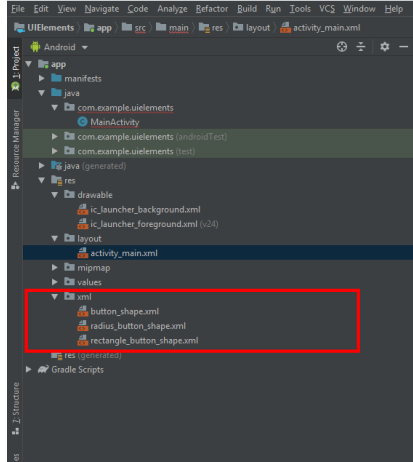 File Edit View Navigate Code Analyze Refactor Build Run Tools VCS Window Help
UIElements app src main res layout activity_main.xml
Android
1: Project
app
manifests
java
com.example.uielements
MainActivity
com.example.uielements (androidTest)
com.example.uielements (test)
java (generated)
Resource Manager
res
drawable
ic_launcher_background.xml
ic_launcher_foreground.xml (v24)
layout
activity_main.xml
mipmap
values
xml
button_shape.xml
radius_button_shape.xml
rectangle_button_shape.xml
res (generated)
Gradle Scripts
7: Structure